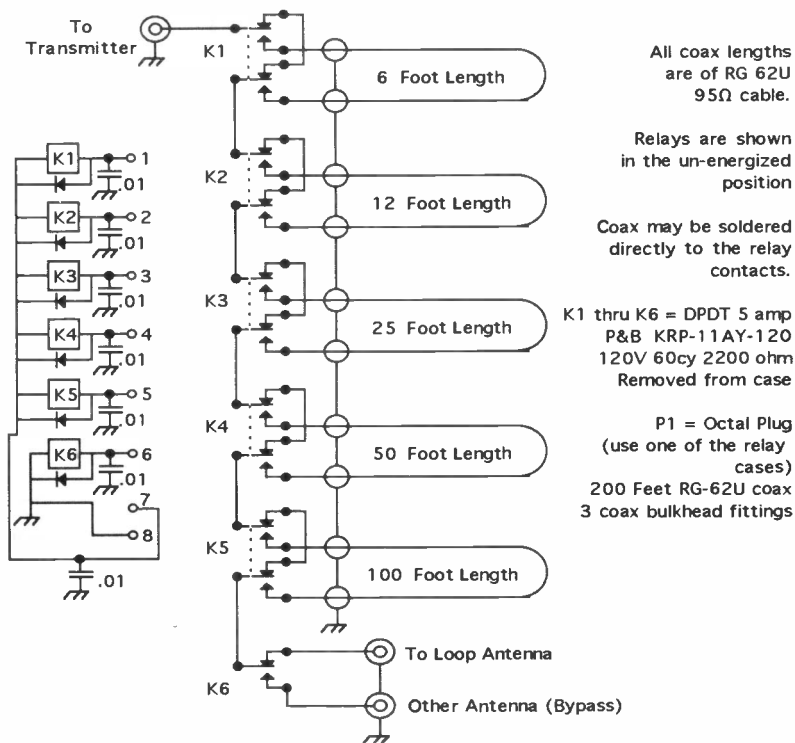 To
Transmitter
K1
6 Foot Length
All coax lengths
are of RG 62U
95Ω cable.
Relays are shown
in the un-energized
position
Coax may be soldered
directly to the relay
contacts.
K1 thru K6 = DPDT 5 amp
P&B KRP-11AY-120
120V 60cy 2200 ohm
Removed from case
P1 = Octal Plug
(use one of the relay
cases)
200 Feet RG-62U coax
3 coax bulkhead fittings
K1
1
.01
K2
2
.01
K3
3
.01
K4
4
.01
K5
5
.01
K6
6
.01
7
8
.01
K2
12 Foot Length
K3
25 Foot Length
K4
50 Foot Length
K5
100 Foot Length
K6
To Loop Antenna
Other Antenna (Bypass)